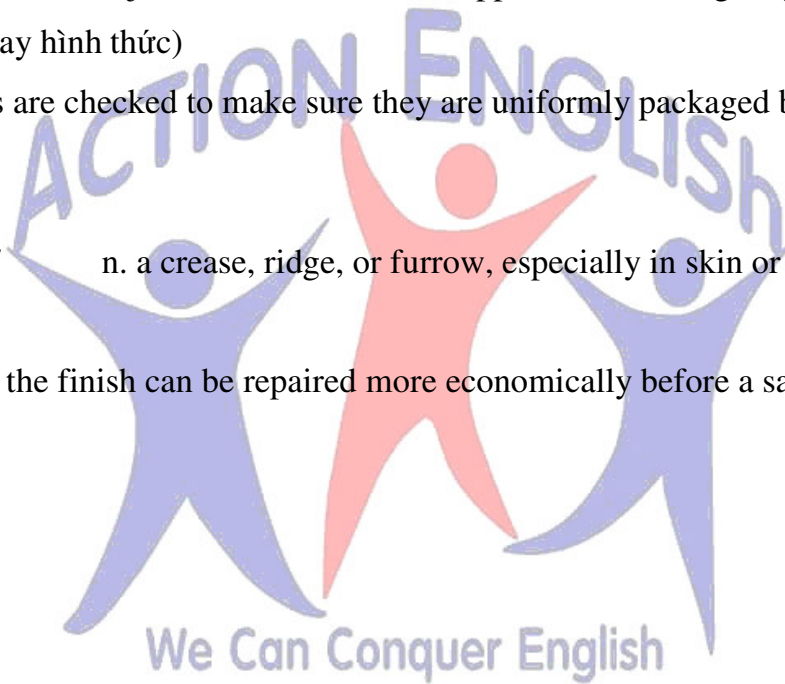 ay hình thức)
ACTION ENGLISH
s are checked to make sure they are uniformly packaged b
n. a crease, ridge, or furrow, especially in skin or
the finish can be repaired more economically before a sa
We Can Conquer English